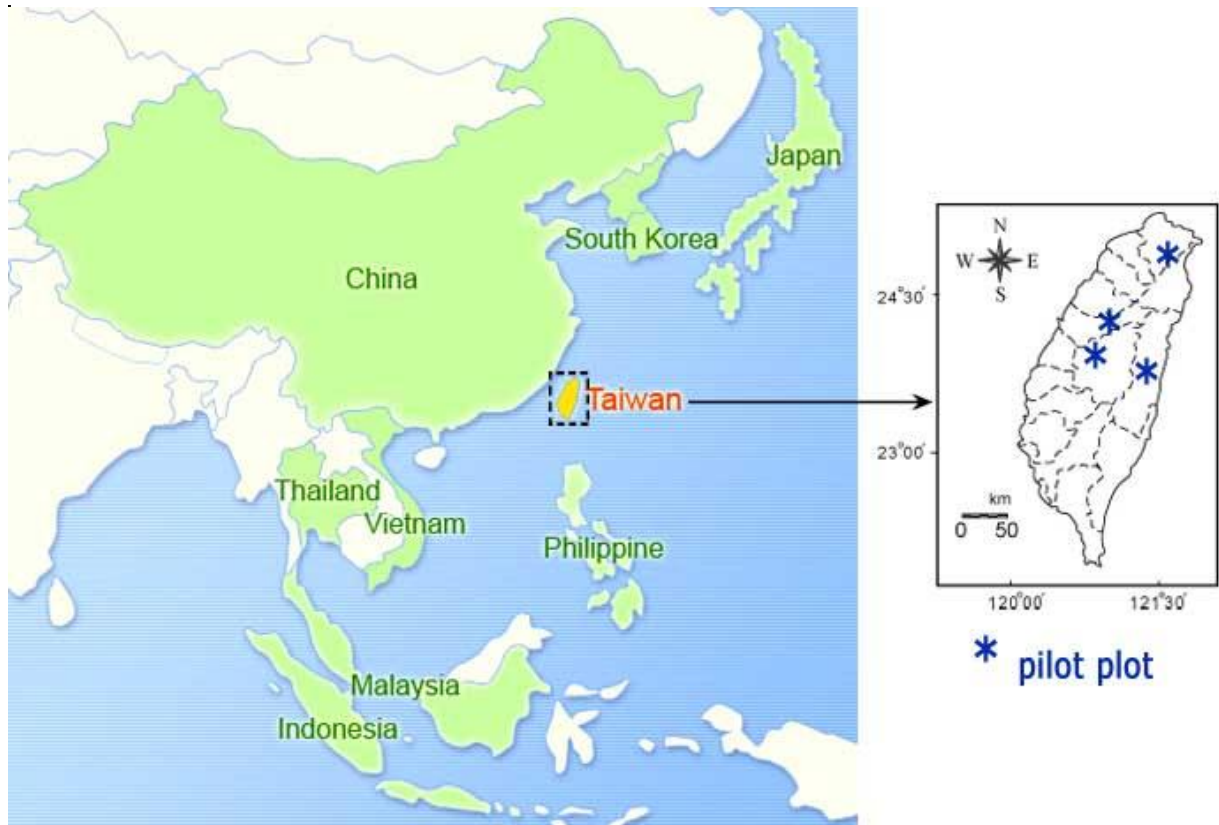 Japan
South Korea
China
Taiwan
Thailand
Vietnam
Philippine
Malaysia
Indonesia
N
W E
S
24°30′
23°00′
km
0 50
120°00′ 121°30′
* pilot plot